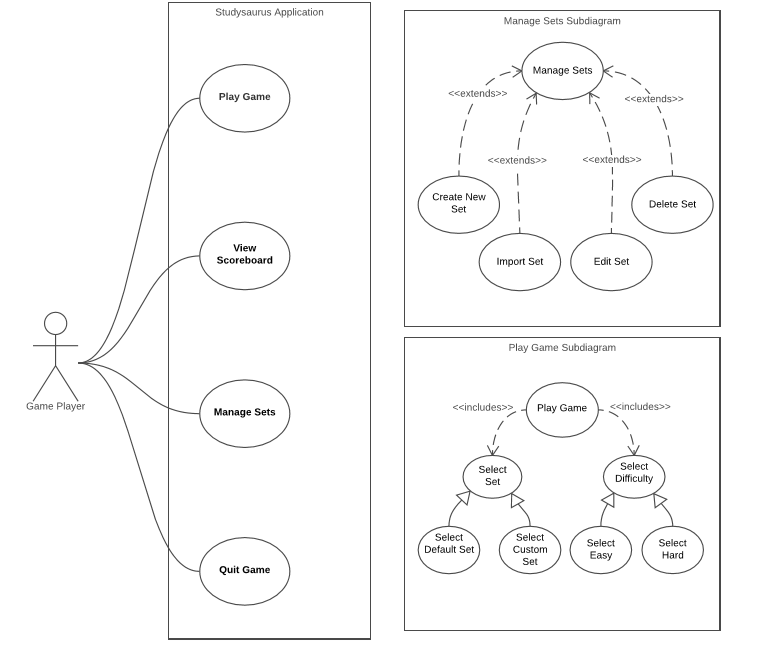 Studysaurus Application
Play Game
View
Scoreboard
Manage Sets
Quit Game
Game Player
Manage Sets Subdiagram
Manage Sets
<<extends>>
<<extends>>
<<extends>>
<<extends>>
Create New
Set
Delete Set
Import Set
Edit Set
Play Game Subdiagram
<<includes>>
Play Game
<<includes>>
Select
Set
Select
Difficulty
Select
Default Set
Select
Custom
Set
Select
Easy
Select
Hard